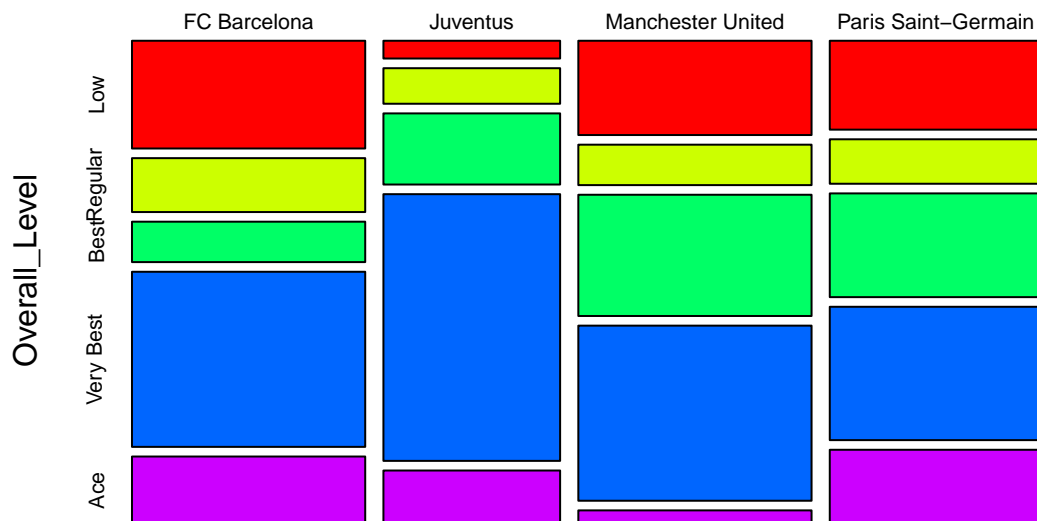 FC Barcelona
Juventus
Manchester United
Paris Saint−Germain
Overall_Level
Low
Regular
Best
Very Best
Ace